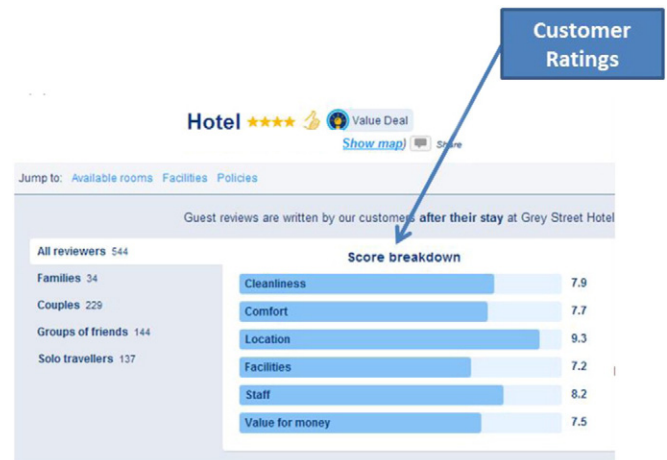 Customer
Ratings
Hotel
Value Deal
Show map) Share
Jump to: Available rooms Facilities Policies
Guest reviews are written by our customers after their stay at Grey Street Hotel
All reviewers 544
Families 34
Couples 229
Groups of friends 144
Solo travellers 137
Score breakdown
Cleanliness 7.9
Comfort 7.7
Location 9.3
Facilities 7.2
Staff 8.2
Value for money 7.5